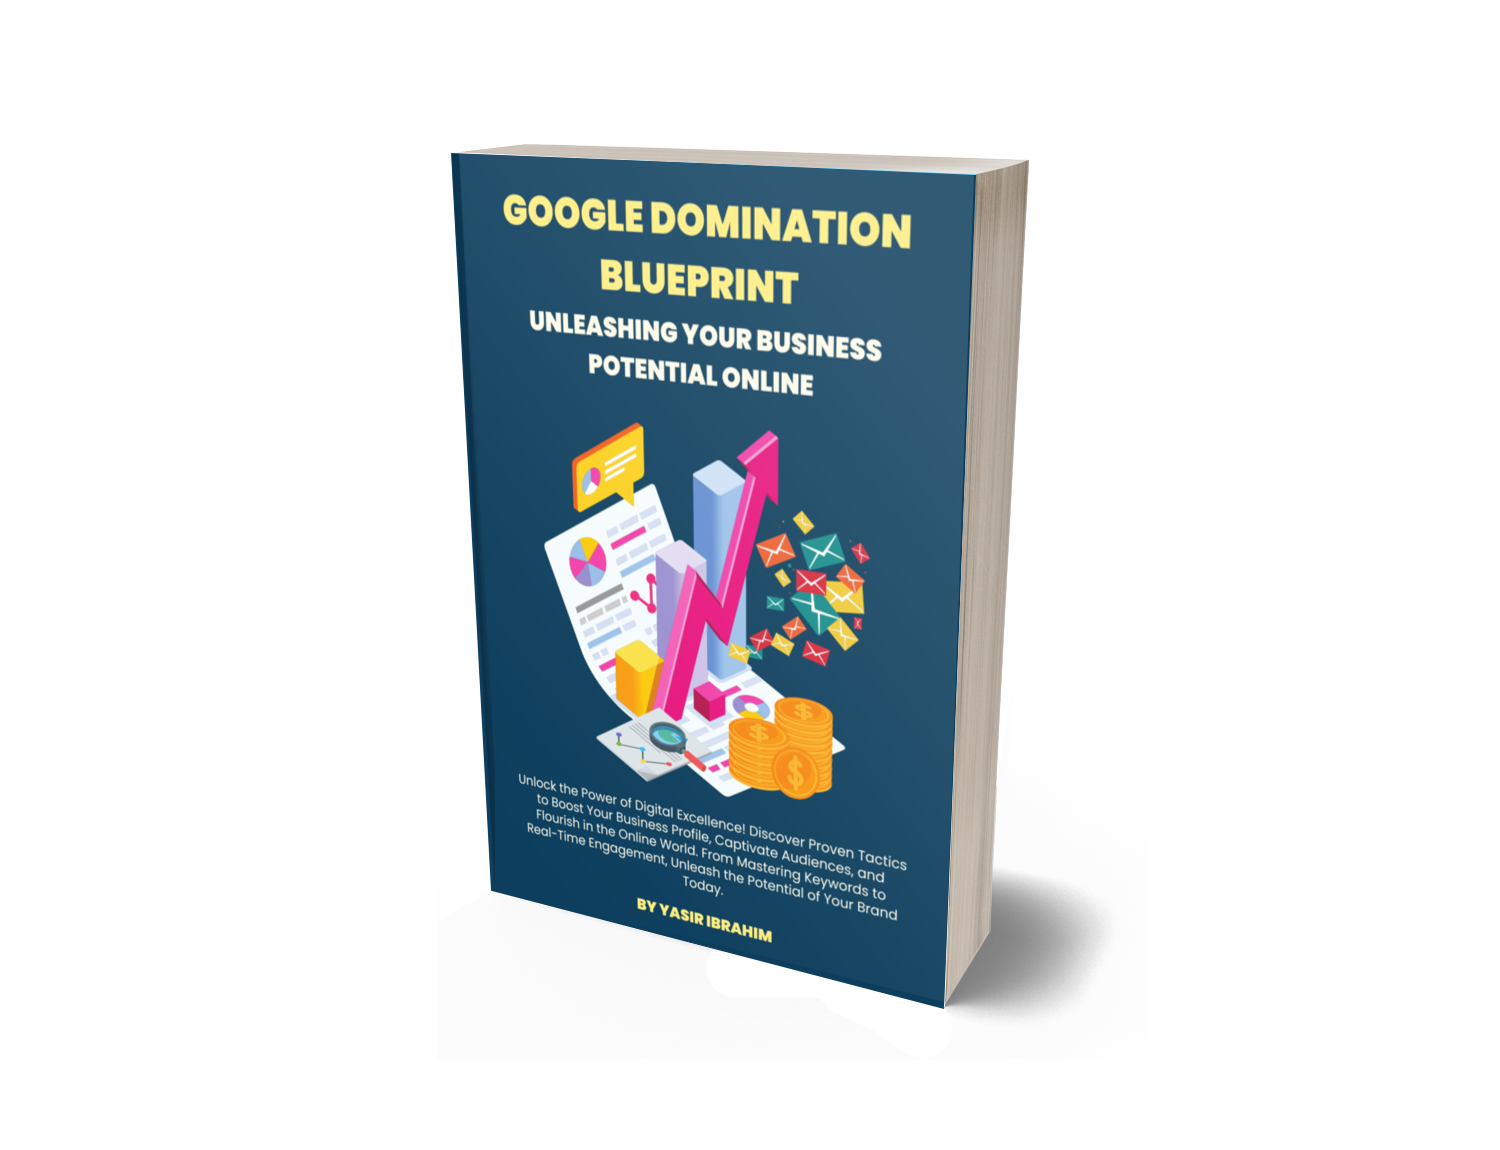 GOOGLE DOMINATION
BLUEPRINT
UNLEASHING YOUR BUSINESS
POTENTIAL ONLINE
Unlock the Power of Digital Excellence! Discover Proven Tactics
to Boost Your Business Profile, Captivate Audiences, and
Flourish in the Online World. From Mastering Keywords to
Real-Time Engagement, Unleash the Potential of Your Brand
Today.
BY YASIR IBRAHIM